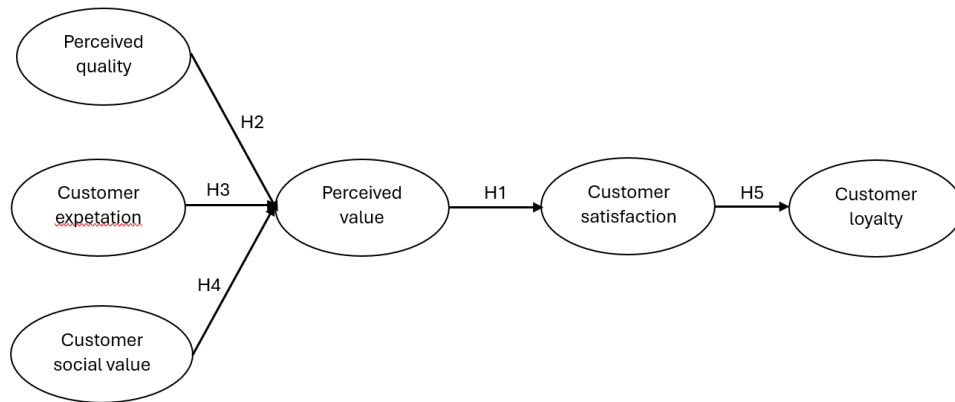 Perceived
quality
H2
Customer
expetation
H3
Perceived
value
H1
Customer
satisfaction
H5
Customer
loyalty
H4
Customer
social value